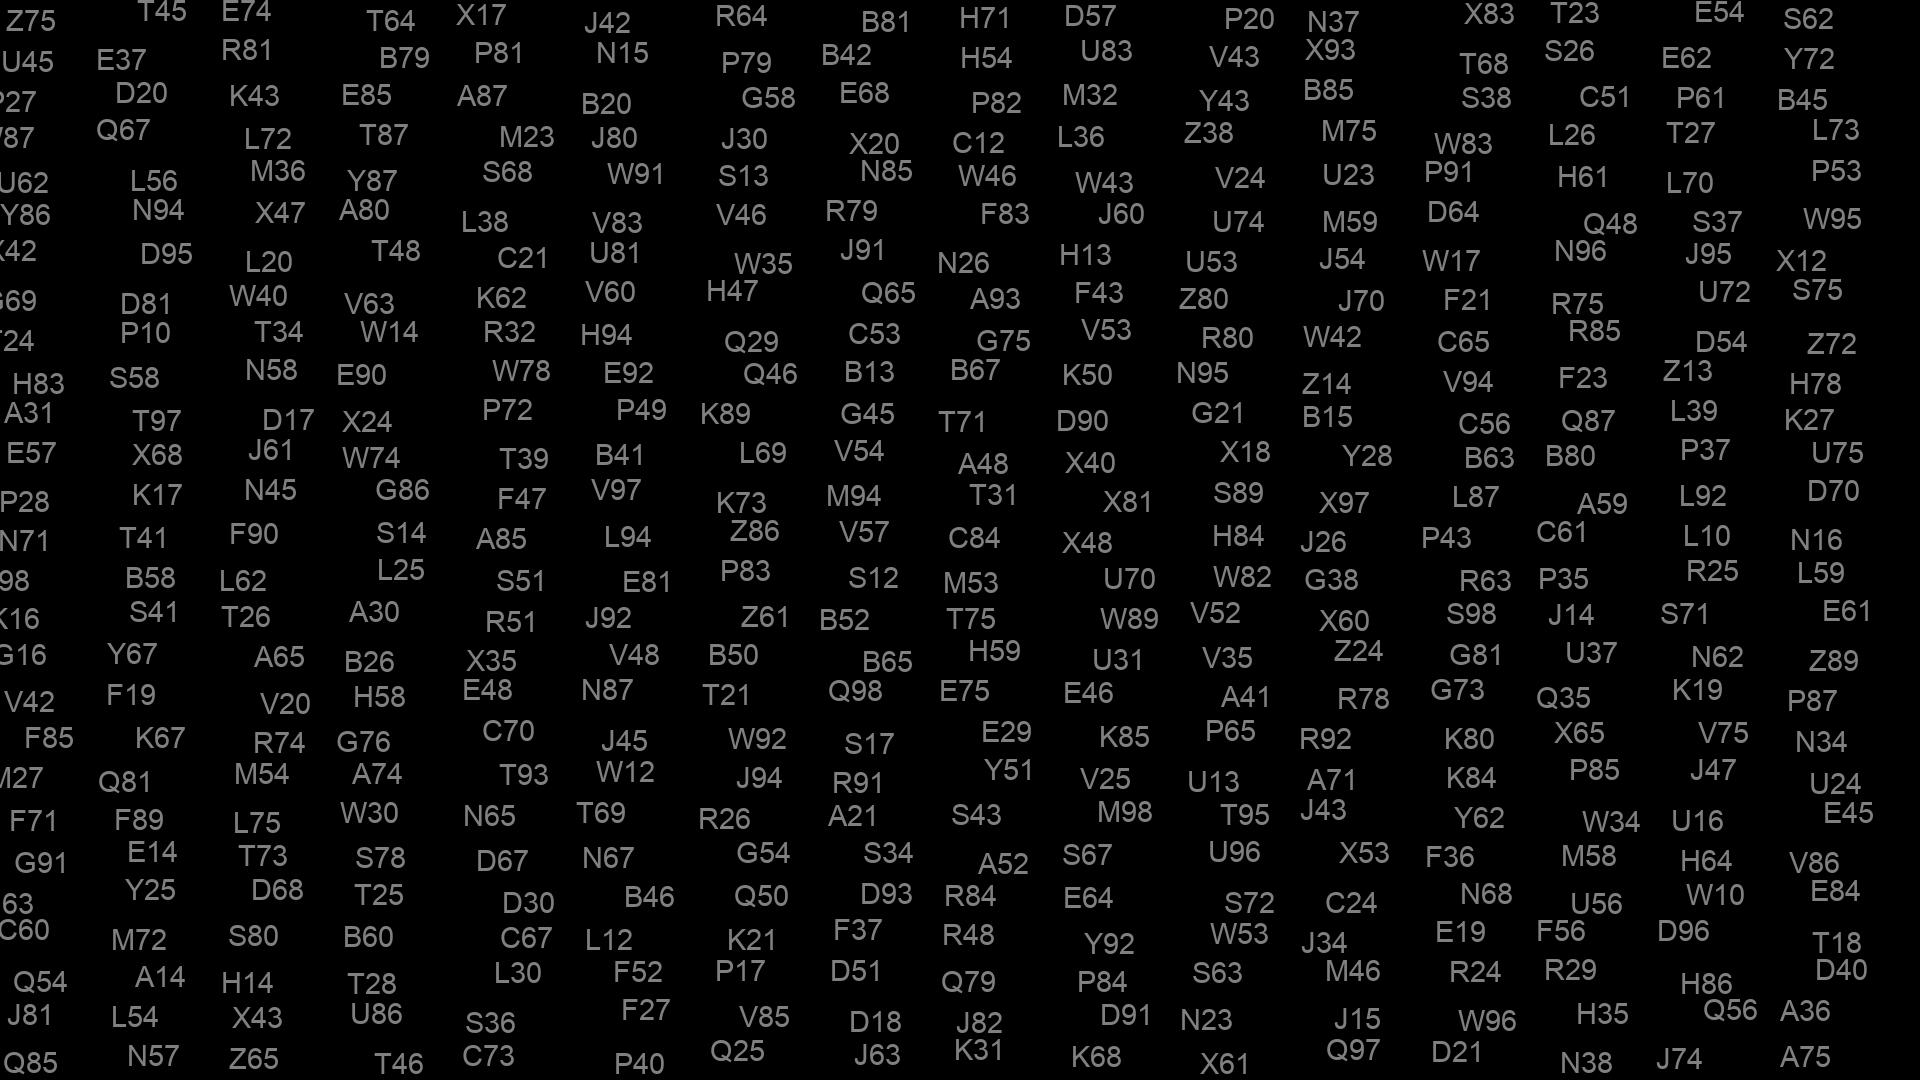 Z75 T45 E74 T64 X17 J42 R64 B81 H71 D57 P20 N37 X83 T23 E54 S62
U45 E37 R81 B79 P81 N15 P79 B42 H54 U83 V43 X93 T68 S26 E62 Y72
P27 D20 K43 E85 A87 B20 G58 E68 P82 M32 Y43 B85 S38 C51 P61 B45
Q67 L72 T87 M23 J80 J30 X20 C12 L36 Z38 M75 W83 L26 T27 L73
U62 L56 M36 Y87 S68 W91 S13 N85 W46 W43 V24 U23 P91 H61 L70 P53
Y86 N94 X47 A80 L38 V83 V46 R79 F83 J60 U74 M59 D64 Q48 S37 W95
D95 L20 T48 C21 U81 W35 J91 N26 H13 U53 J54 W17 N96 J95 X12
G69 D81 W40 V63 K62 V60 H47 Q65 A93 F43 Z80 J70 F21 R75 U72 S75
P10 T34 W14 R32 H94 Q29 C53 G75 V53 R80 W42 C65 R85 D54 Z72
H83 S58 N58 E90 W78 E92 Q46 B13 B67 K50 N95 Z14 V94 F23 Z13 H78
A31 T97 D17 X24 P72 P49 K89 G45 T71 D90 G21 B15 C56 Q87 L39 K27
E57 X68 J61 W74 T39 B41 L69 V54 A48 X40 X18 Y28 B63 B80 P37 U75
P28 K17 N45 G86 F47 V97 K73 M94 T31 X81 S89 X97 L87 A59 L92 D70
N71 T41 F90 S14 A85 L94 Z86 V57 C84 X48 H84 J26 P43 C61 L10 N16
98 B58 L62 L25 S51 E81 P83 S12 M53 U70 W82 G38 R63 P35 R25 L59
K16 S41 T26 A30 R51 J92 Z61 B52 T75 W89 V52 X60 S98 J14 S71 E61
G16 Y67 A65 B26 X35 V48 B50 B65 H59 U31 V35 Z24 G81 U37 N62 Z89
V42 F19 V20 H58 E48 N87 T21 Q98 E75 E46 A41 R78 G73 Q35 K19 P87
F85 K67 R74 G76 C70 J45 W92 S17 E29 K85 P65 R92 K80 X65 V75 N34
M27 Q81 M54 A74 T93 W12 J94 R91 Y51 V25 U13 A71 K84 P85 J47 U24
F71 F89 L75 W30 N65 T69 R26 A21 S43 M98 T95 J43 Y62 W34 U16 E45
G91 E14 T73 S78 D67 N67 G54 S34 A52 S67 U96 X53 F36 M58 H64 V86
63 Y25 D68 T25 D30 B46 Q50 D93 R84 E64 S72 C24 N68 U56 W10 E84
C60 M72 S80 B60 C67 L12 K21 F37 R48 Y92 W53 J34 E19 F56 D96 T18
Q54 A14 H14 T28 L30 F52 P17 D51 Q79 P84 S63 M46 R24 R29 H86 D40
J81 L54 X43 U86 S36 F27 V85 D18 J82 D91 N23 J15 W96 H35 Q56 A36
Q85 N57 Z65 T46 C73 P40 Q25 J63 K31 K68 X61 Q97 D21 N38 J74 A75